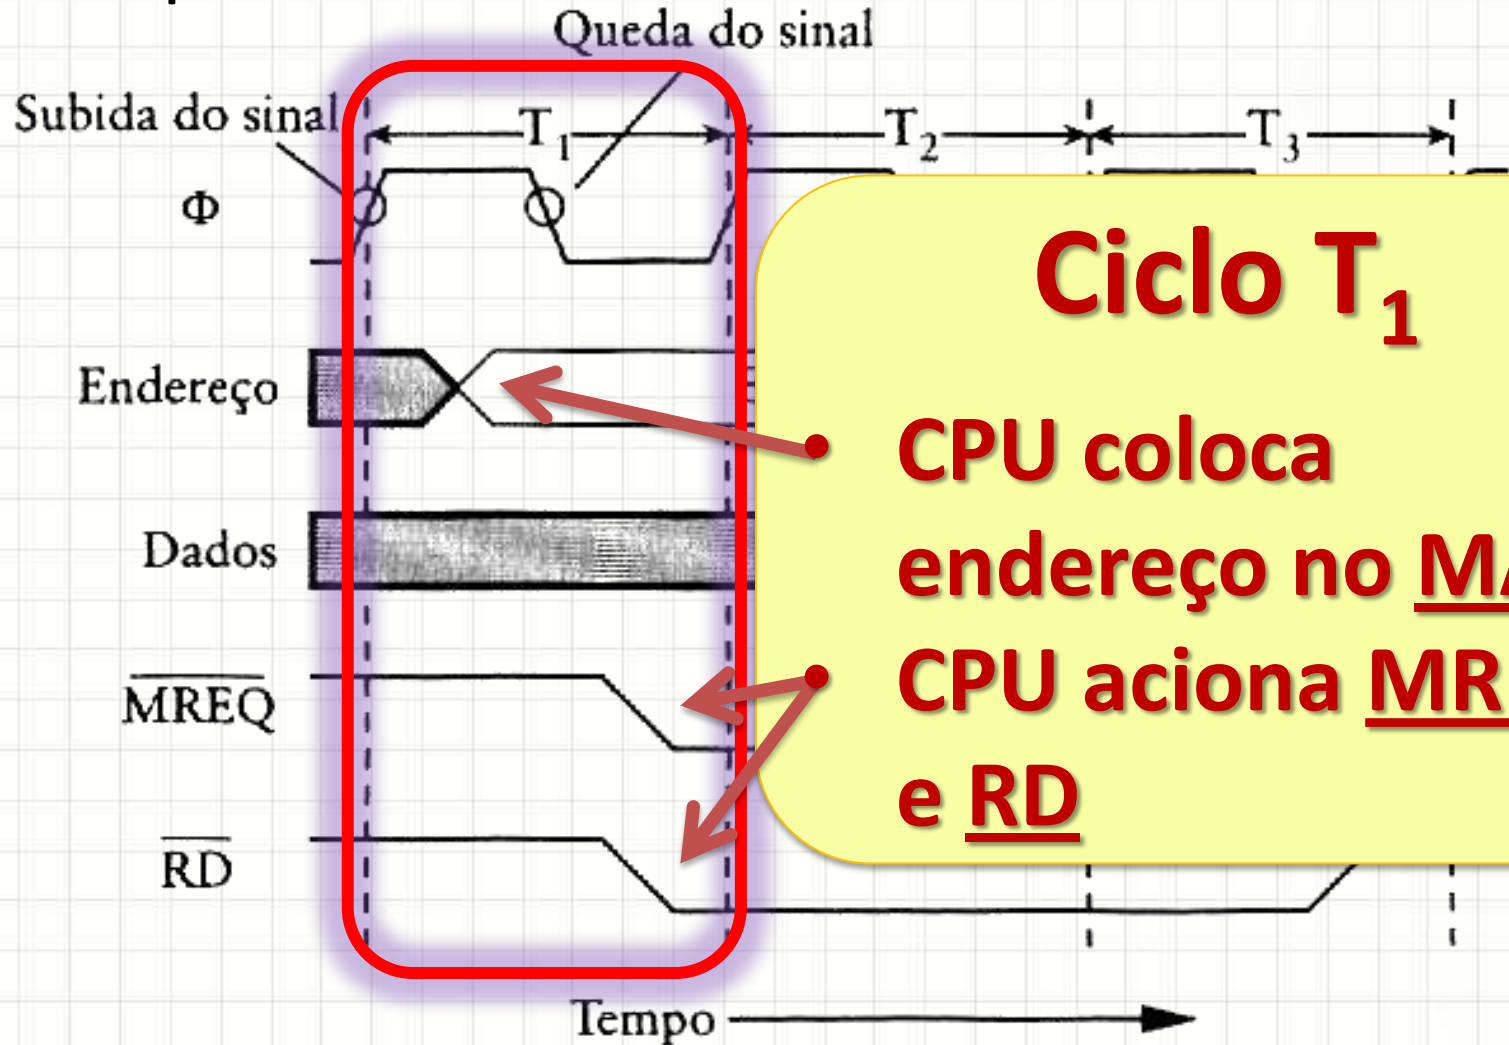 Queda do sinal
Subida do sinal
T₁
T₂
T₃
Φ
Ciclo T₁
Endereço
• CPU coloca
endereço no
Dados
• CPU aciona MR
MREQ
e RD
RD
Tempo